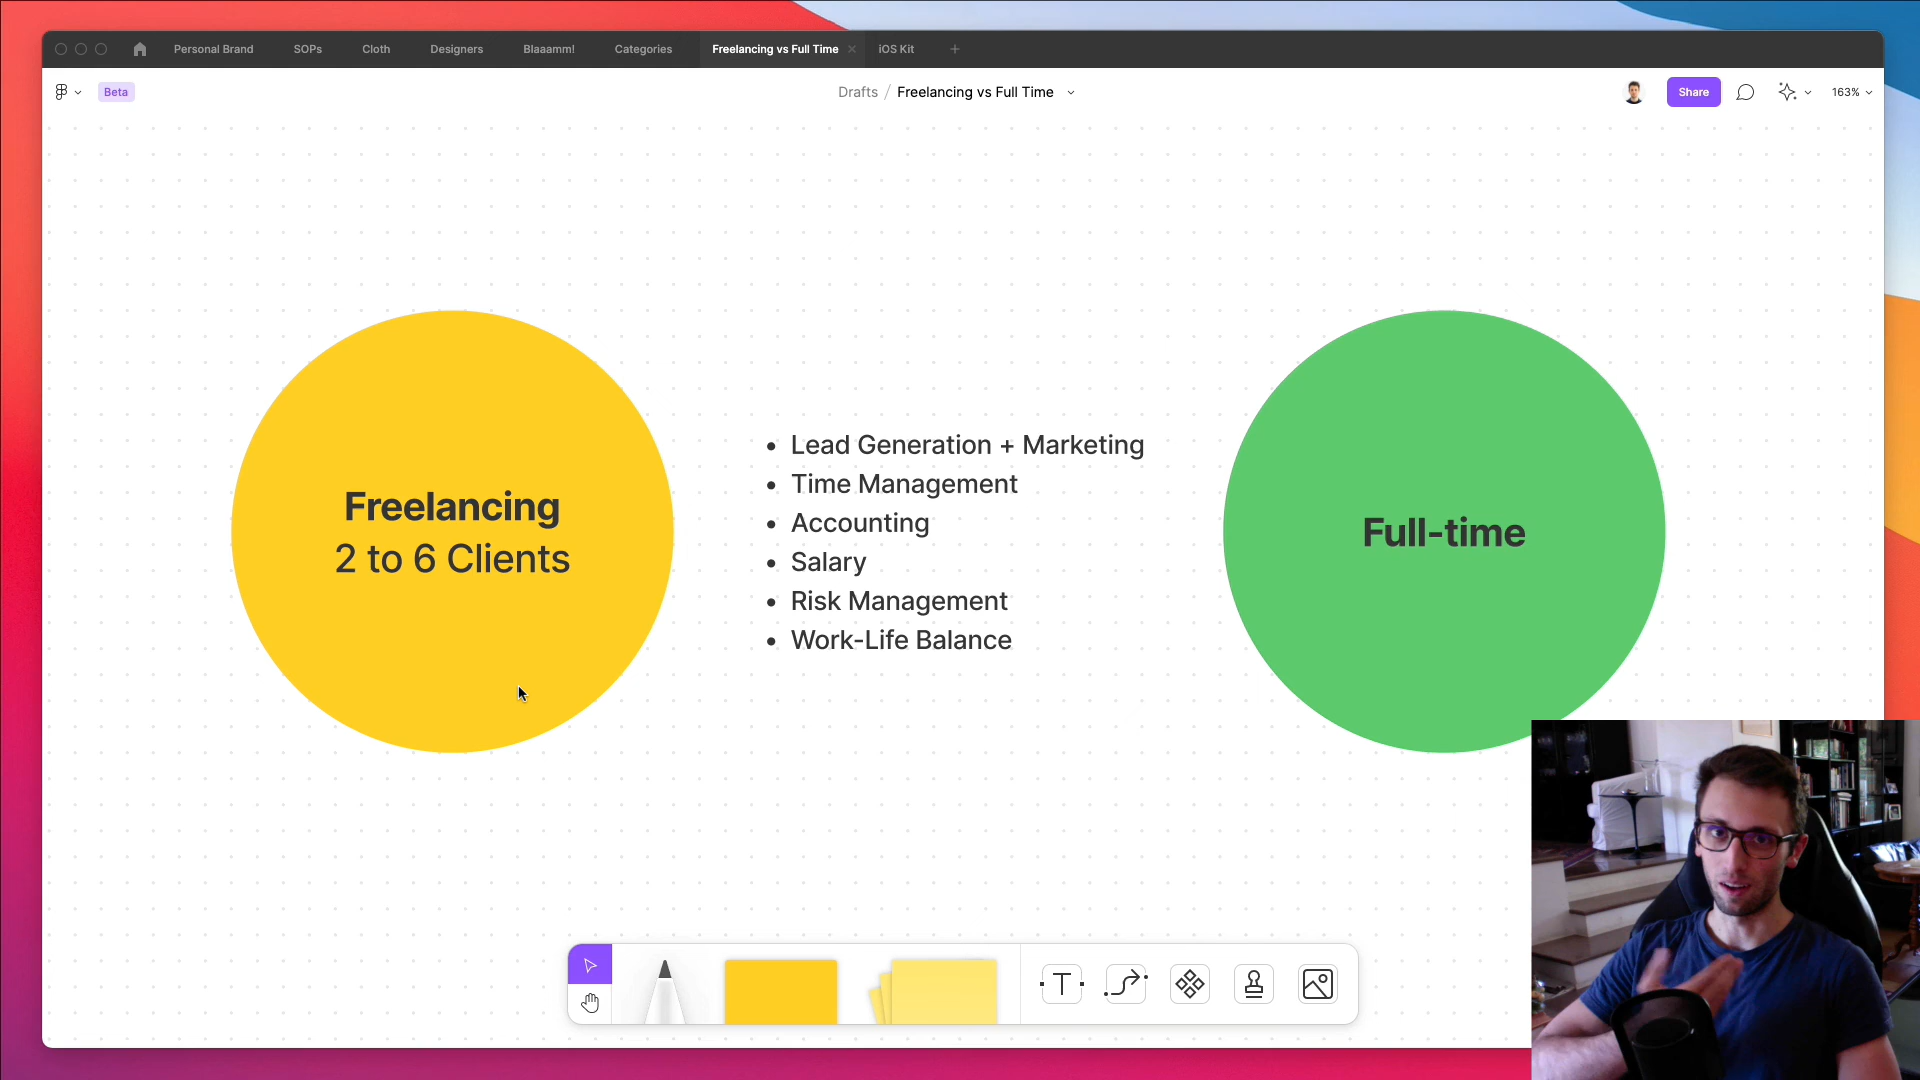 Personal Brand
SOPs
Cloth
Designers
Blaaamm!
Categories
Freelancing vs Full Time
iOS Kit
Beta
Drafts / Freelancing vs Full Time
Share
163%
Freelancing
2 to 6 Clients
• Lead Generation + Marketing
• Time Management
• Accounting
• Salary
• Risk Management
• Work-Life Balance
Full-time
T